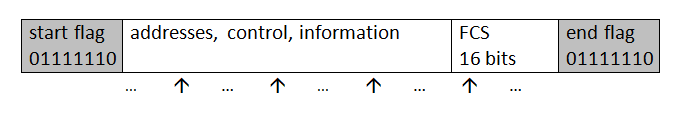 start flag addresses, control, information FCS end flag
01111110 16 bits 01111110
... ↑ ... ↑ ... ↑ ... ↑ ...